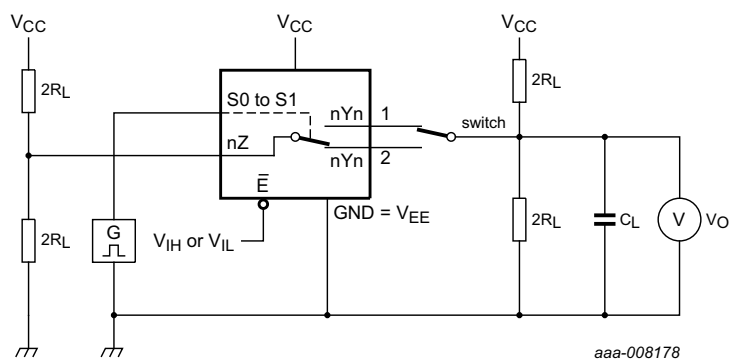 VCC
VCC
VCC
2RL
2RL
S0 to S1
nYn
1
switch
nZ
nYn
2
E̅
2RL
G
VIH or VIL
GND = VEE
2RL
CL
V
VO
aaa-008178